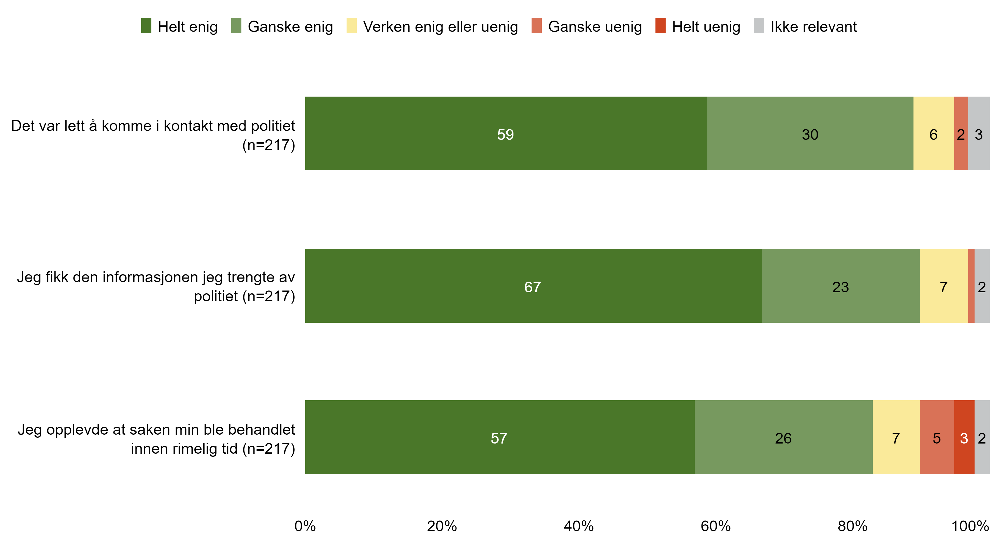 Helt enig Ganske enig Verken enig eller uenig Ganske uenig Helt uenig Ikke relevant
Det var lett å komme i kontakt med politiet
(n=217)
59 30 6 2 3
Jeg fikk den informasjonen jeg trengte av
politiet (n=217)
67 23 7 2
Jeg opplevde at saken min ble behandlet
innen rimelig tid (n=217)
57 26 7 5 3 2
0% 20% 40% 60% 80% 100%